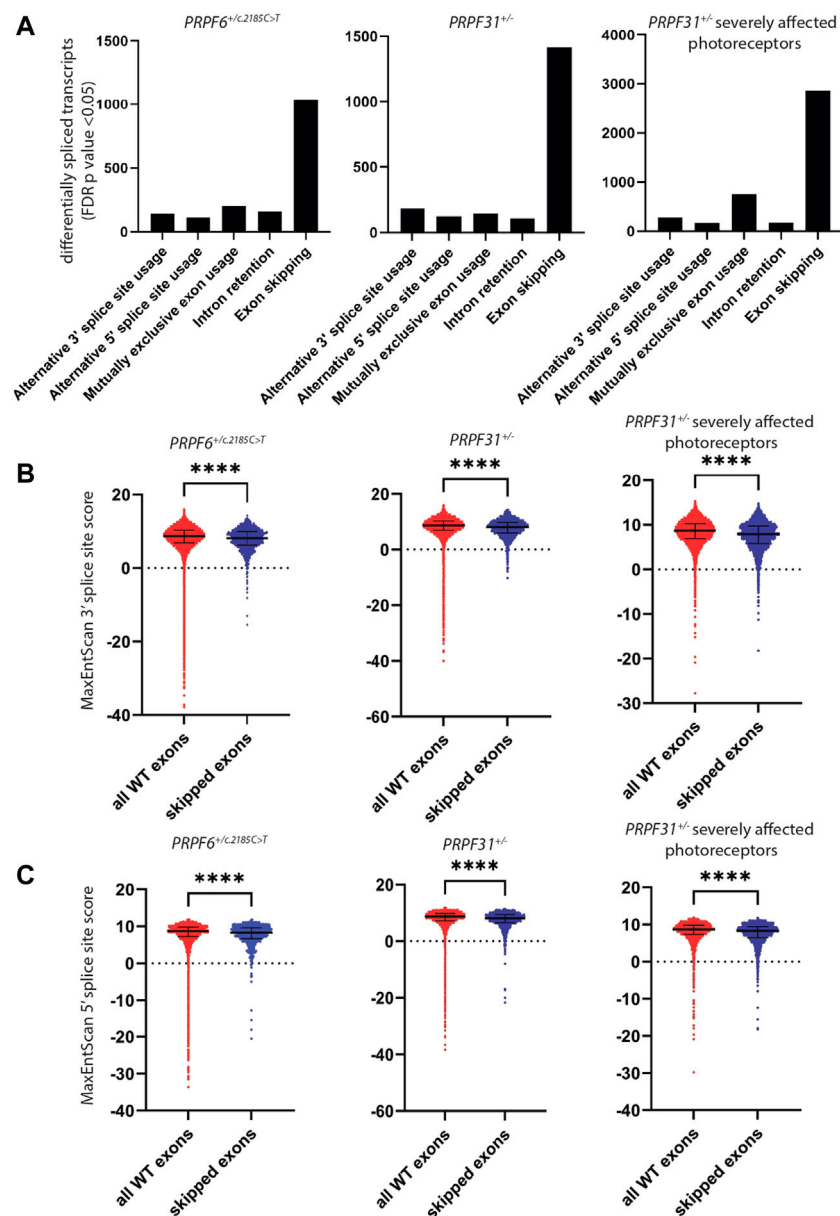 A
PRPF6+/c.2185C>T
PRPF31+/-
PRPF31+/- severely affected
photoreceptors
differentially spliced transcripts
(FDR p value <0.05)
1500
1000
500
0
1500
1000
500
0
4000
3000
2000
1000
0
Alternative 3' splice site usage
Alternative 5' splice site usage
Mutually exclusive exon usage
Intron retention
Exon skipping
Alternative 3' splice site usage
Alternative 5' splice site usage
Mutually exclusive exon usage
Intron retention
Exon skipping
Alternative 3' splice site usage
Alternative 5' splice site usage
Mutually exclusive exon usage
Intron retention
Exon skipping
B
PRPF6+/c.2185C>T
PRPF31+/-
PRPF31+/- severely affected
photoreceptors
****
****
****
MaxEntScan 3' splice site score
20
0
-20
-40
20
0
-20
-40
-60
20
10
0
-10
-20
-30
all WT exons
skipped exons
all WT exons
skipped exons
all WT exons
skipped exons
C
PRPF6+/c.2185C>T
PRPF31+/-
PRPF31+/- severely affected
photoreceptors
****
****
****
MaxEntScan 5' splice site score
20
10
0
-10
-20
-30
-40
20
0
-20
-40
-60
20
10
0
-10
-20
-30
-40
all WT exons
skipped exons
all WT exons
skipped exons
all WT exons
skipped exons